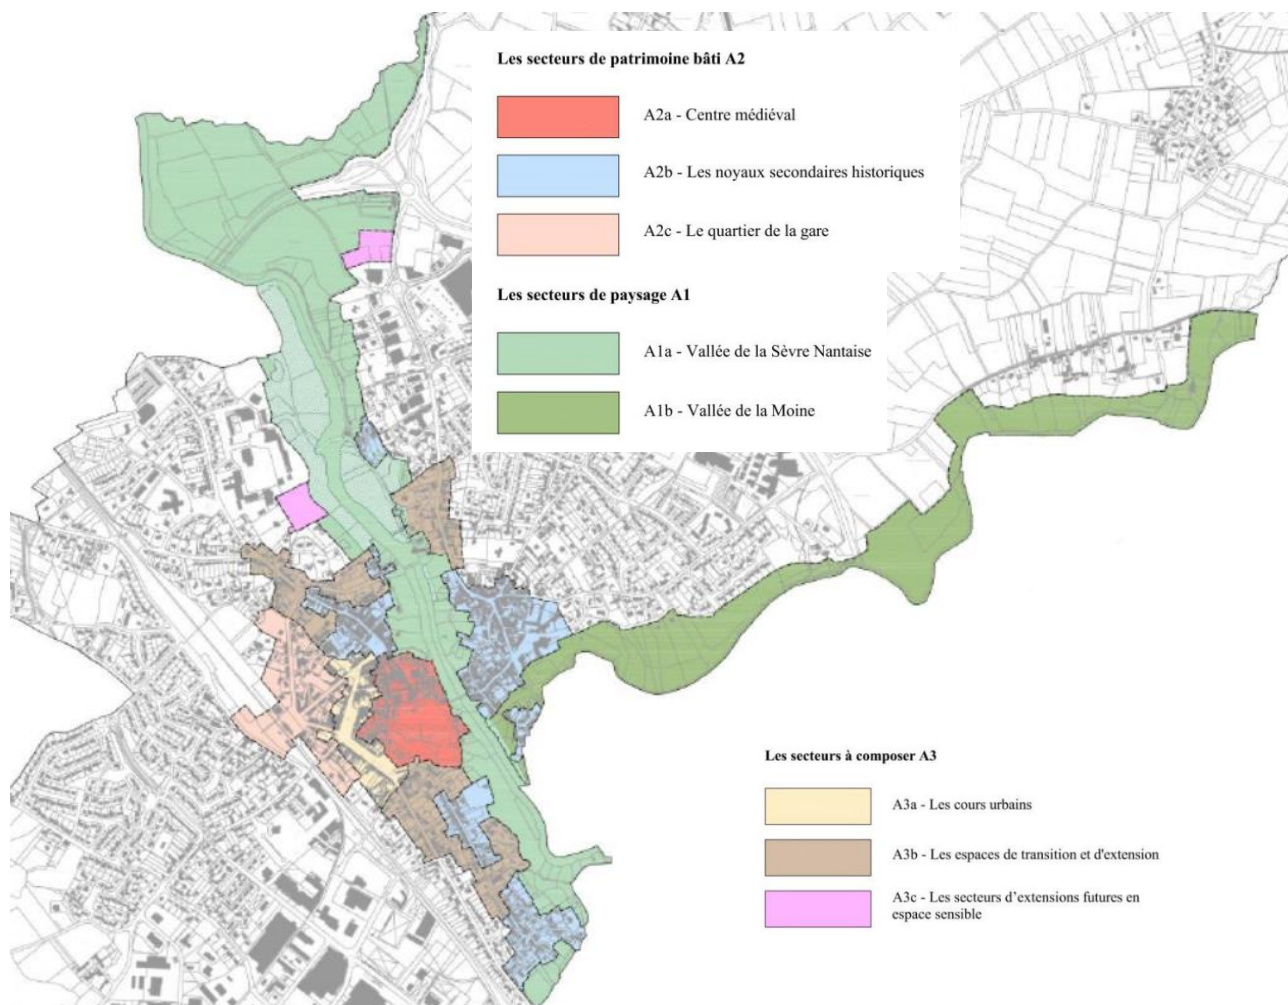 Les secteurs de patrimoine bâti A2
A2a - Centre médiéval
A2b - Les noyaux secondaires historiques
A2c - Le quartier de la gare
Les secteurs de paysage A1
A1a - Vallée de la Sèvre Nantaise
A1b - Vallée de la Moine
Les secteurs à composer A3
A3a - Les cours urbains
A3b - Les espaces de transition et d'extension
A3c - Les secteurs d’extensions futures en
espace sensible